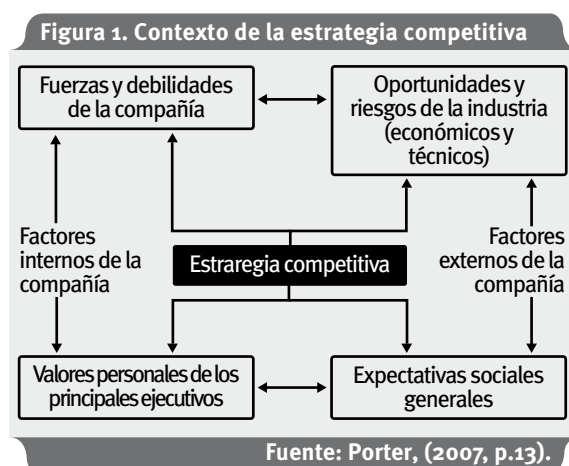 Figura 1. Contexto de la estrategia competitiva
Fuerzas y debilidades
de la compañía
Oportunidades y
riesgos de la industria
(económicos y
técnicos)
Factores
internos de la
compañía
Estraregia competitiva
Factores
externos de la
compañía
Valores personales de los
principales ejecutivos
Expectativas sociales
generales
Fuente: Porter, (2007, p.13).